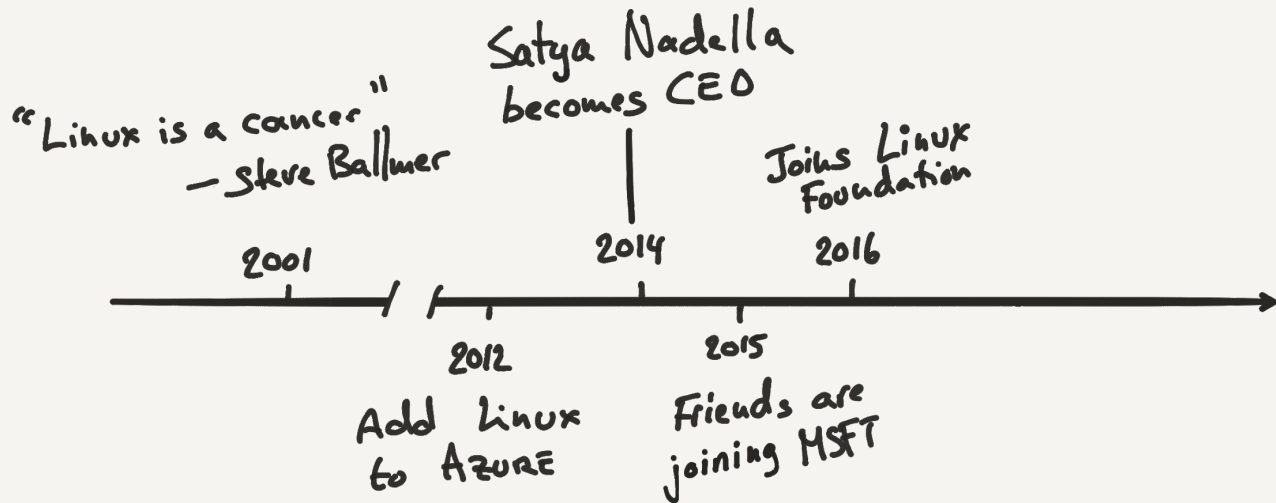 "Linux is a cancer"
— Steve Ballmer
2001
2012
Add Linux
to AZURE
Satya Nadella
becomes CEO
2014
2015
Friends are
joining MSFT
Joins Linux
Foundation
2016